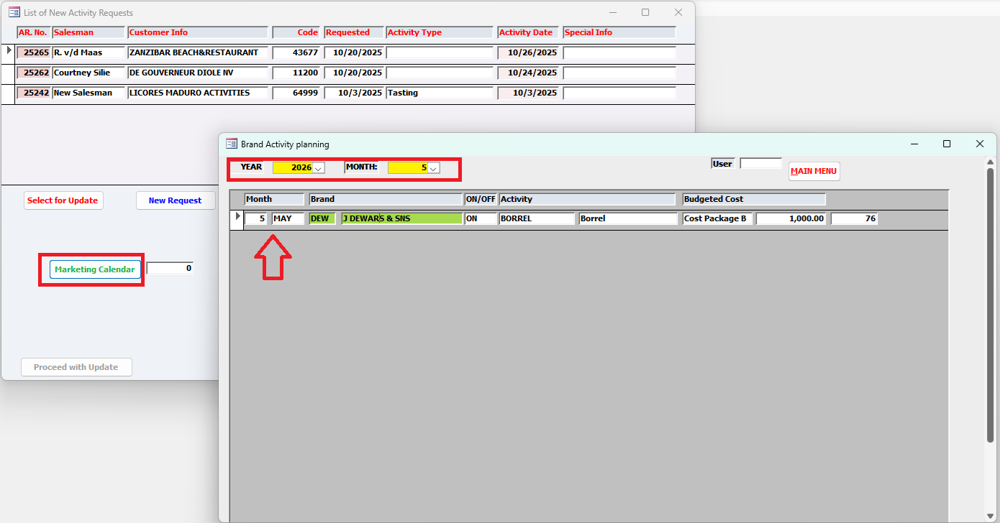 List of New Activity Requests
AR. No. Salesman Customer Info Code Requested Activity Type Activity Date Special Info
25265 R. v/d Maas ZANZIBAR BEACH&RESTAURANT 43677 10/20/2025 10/26/2025
25262 Courtney Silie DE GOUVERNEUR DIOLE NV 11200 10/20/2025 10/24/2025
25242 New Salesman LICORES MADURO ACTIVITIES 64999 10/3/2025 Tasting 10/3/2025
Brand Activity planning
YEAR 2026 MONTH: 5 User
MAIN MENU
Select for Update New Request
Month Brand ON/OFF Activity Budgeted Cost
5 MAY DEW J DEWARS & SNS ON BORREL Borrel Cost Package B 1,000.00 76
Marketing Calendar 0
Proceed with Update